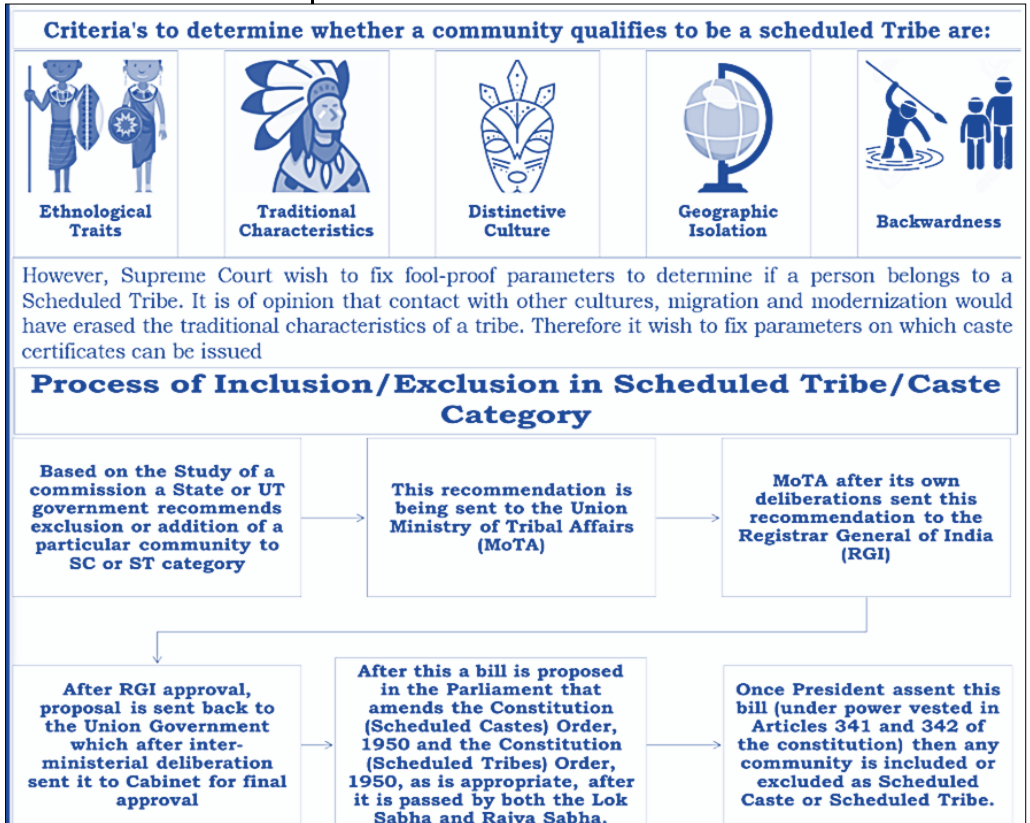 Criteria's to determine whether a community qualifies to be a scheduled Tribe are:
Ethnological
Traits
Traditional
Characteristics
Distinctive
Culture
Geographic
Isolation
Backwardness
However, Supreme Court wish to fix fool-proof parameters to determine if a person belongs to a
Scheduled Tribe. It is of opinion that contact with other cultures, migration and modernization would
have erased the traditional characteristics of a tribe. Therefore it wish to fix parameters on which caste
certificates can be issued
Process of Inclusion/Exclusion in Scheduled Tribe/Caste
Category
Based on the Study of a
commission a State or UT
government recommends
exclusion or addition of a
particular community to
SC or ST category
This recommendation is
being sent to the Union
Ministry of Tribal Affairs
(MoTA)
MoTA after its own
deliberations sent this
recommendation to the
Registrar General of India
(RGI)
After RGI approval,
proposal is sent back to
the Union Government
which after inter-
ministerial deliberation
sent it to Cabinet for final
approval
After this a bill is proposed
in the Parliament that
amends the Constitution
(Scheduled Castes) Order,
1950 and the Constitution
(Scheduled Tribes) Order,
1950, as is appropriate, after
it is passed by both the Lok
Sabha and Rajya Sabha.
Once President assent this
bill (under power vested in
Articles 341 and 342 of
the constitution) then any
community is included or
excluded as Scheduled
Caste or Scheduled Tribe.